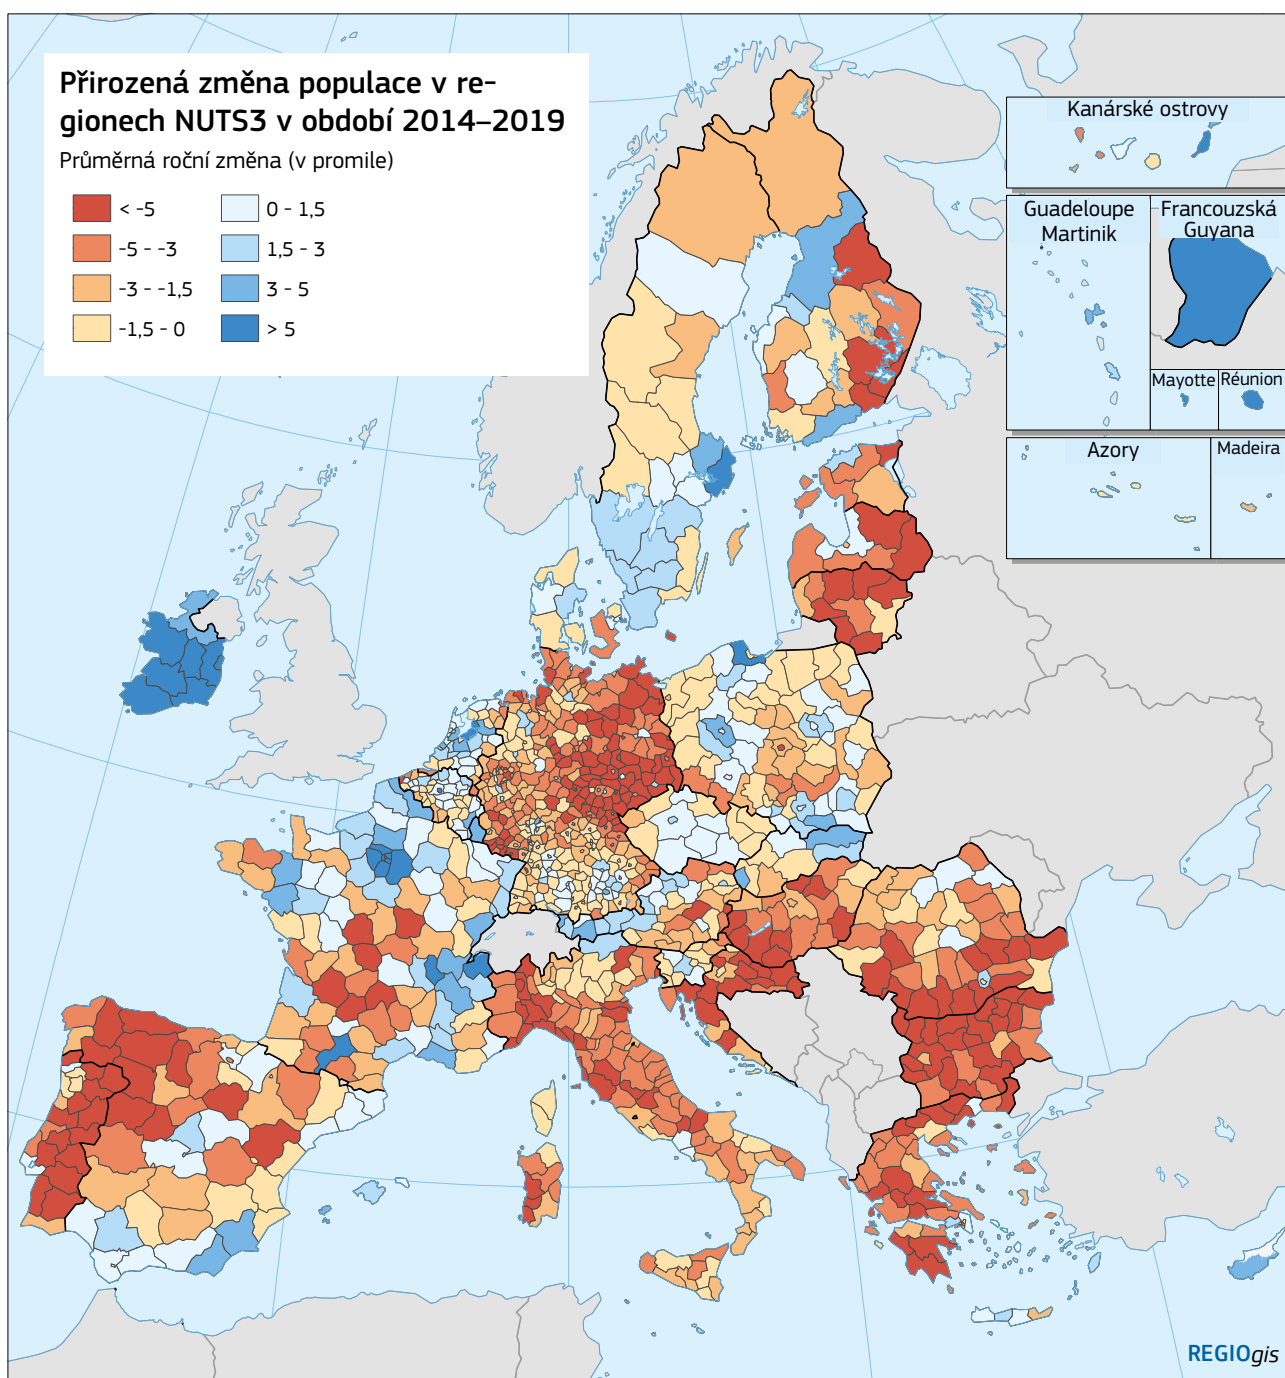 Přirozená změna populace v re-
gionech NUTS3 v období 2014–2019
Průměrná roční změna (v promile)
< -5
-5 - -3
-3 - -1,5
-1,5 - 0
0 - 1,5
1,5 - 3
3 - 5
> 5
Kanárské ostrovy
Guadeloupe
Martinik
Francouzská
Guyana
Mayotte
Réunion
Azory
Madeira
REGIOgis